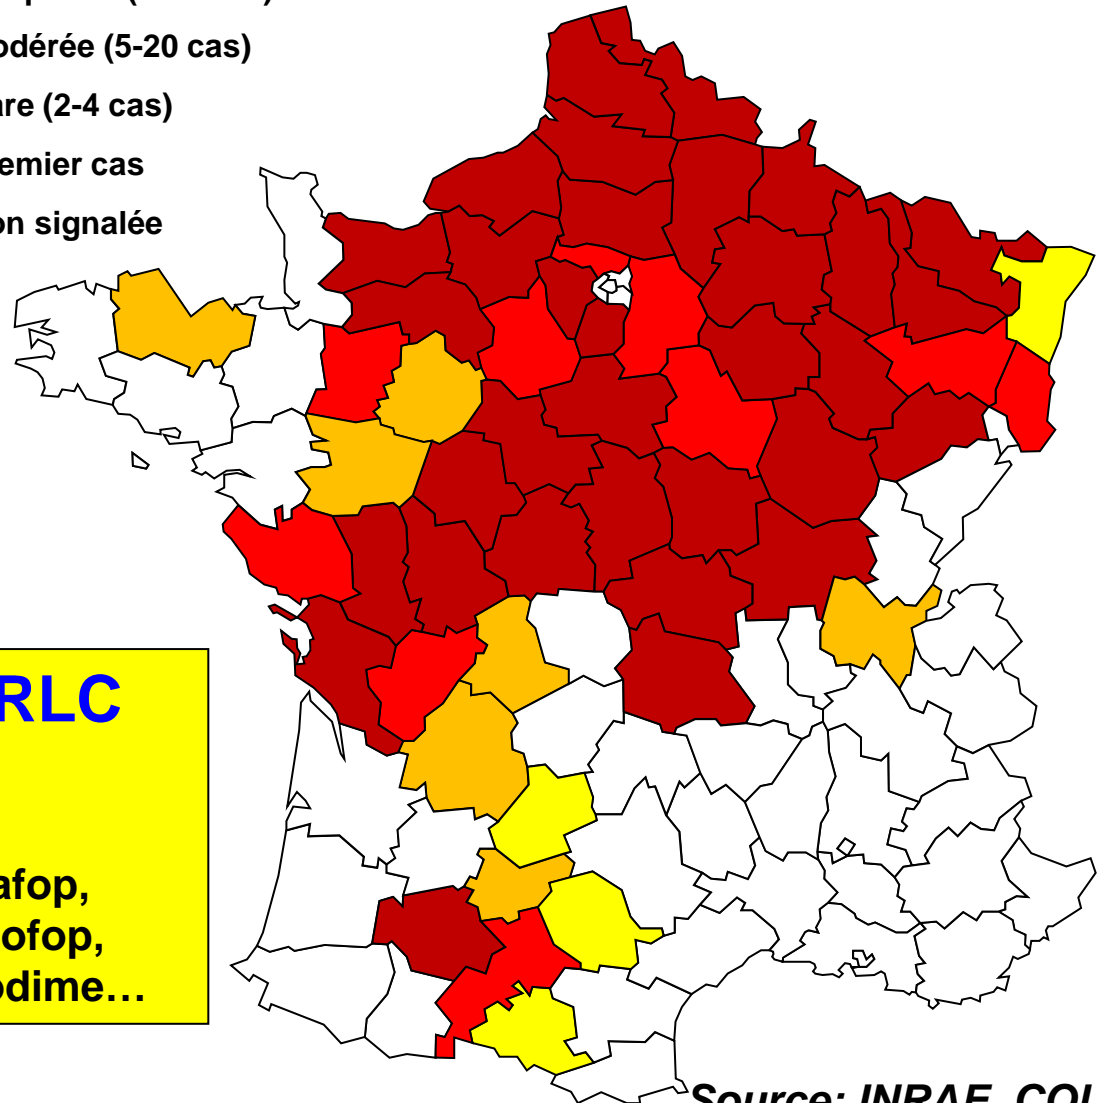 odérée (5-20 cas)
are (2-4 cas)
emier cas
on signalée
RLC
afop,
ofop,
odime…
Source: INRAE, COL